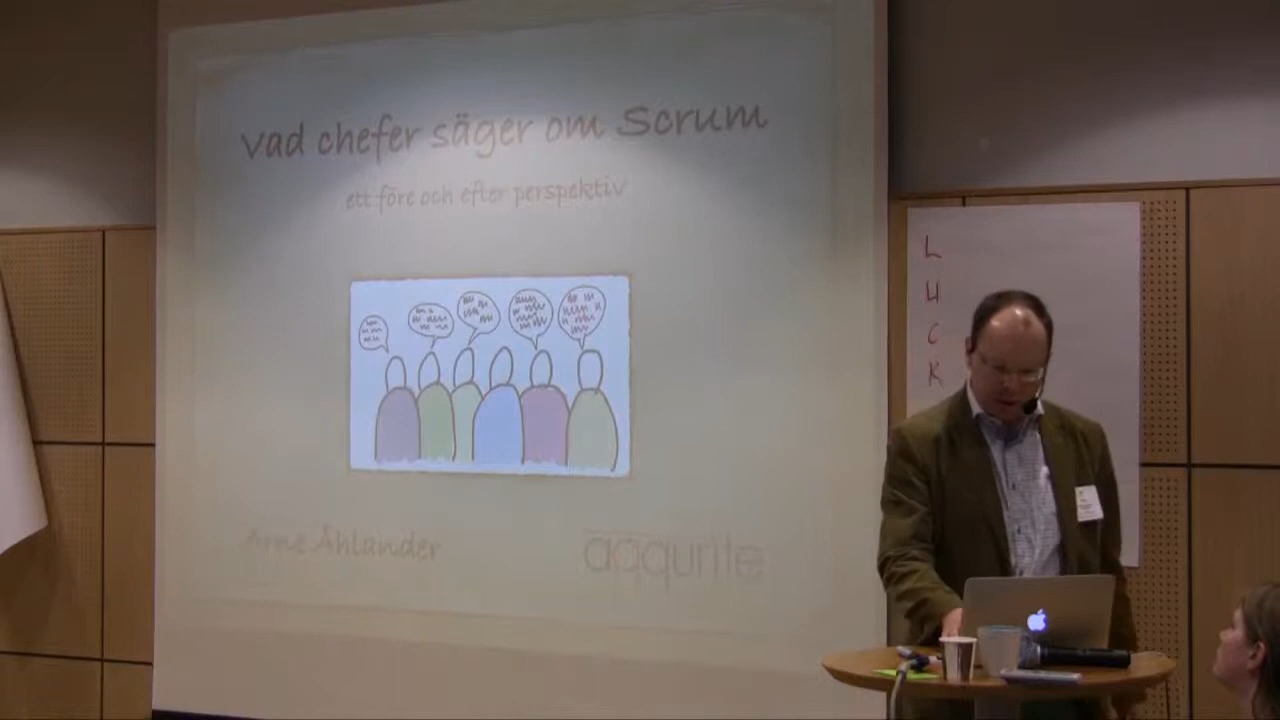 vad chefer säger om Scrum
ett före och efter perspektiv
Arne Åhlander
aqqurite
L
U
C
K